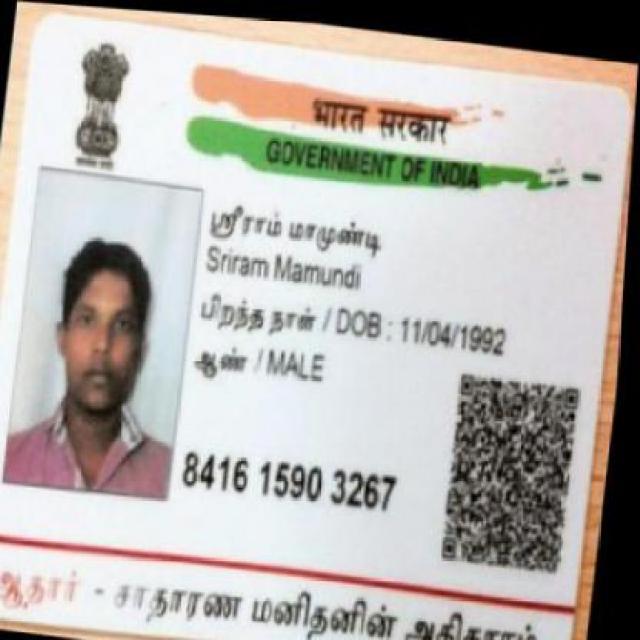 भारत सरकार
GOVERNMENT OF INDIA
ஸ்ரீராம் மாமுண்டி
Sriram Mamundi
பிறந்த நாள் / DOB : 11/04/1992
ஆண் / MALE
8416 1590 3267
ஆதார் - சாதாரண மனிதனின் அதிகாரம்